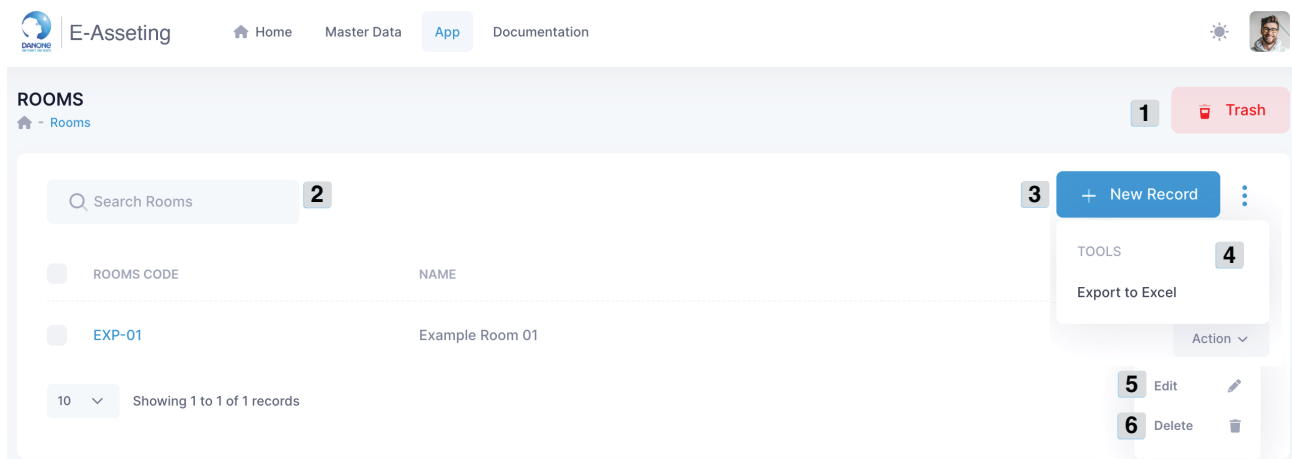 DANONE
E-Asseting
Home
Master Data
App
Documentation
ROOMS
- Rooms
1
Trash
Search Rooms
2
3
+ New Record
TOOLS
4
Export to Excel
ROOMS CODE
NAME
EXP-01
Example Room 01
Action
10
Showing 1 to 1 of 1 records
5
Edit
6
Delete